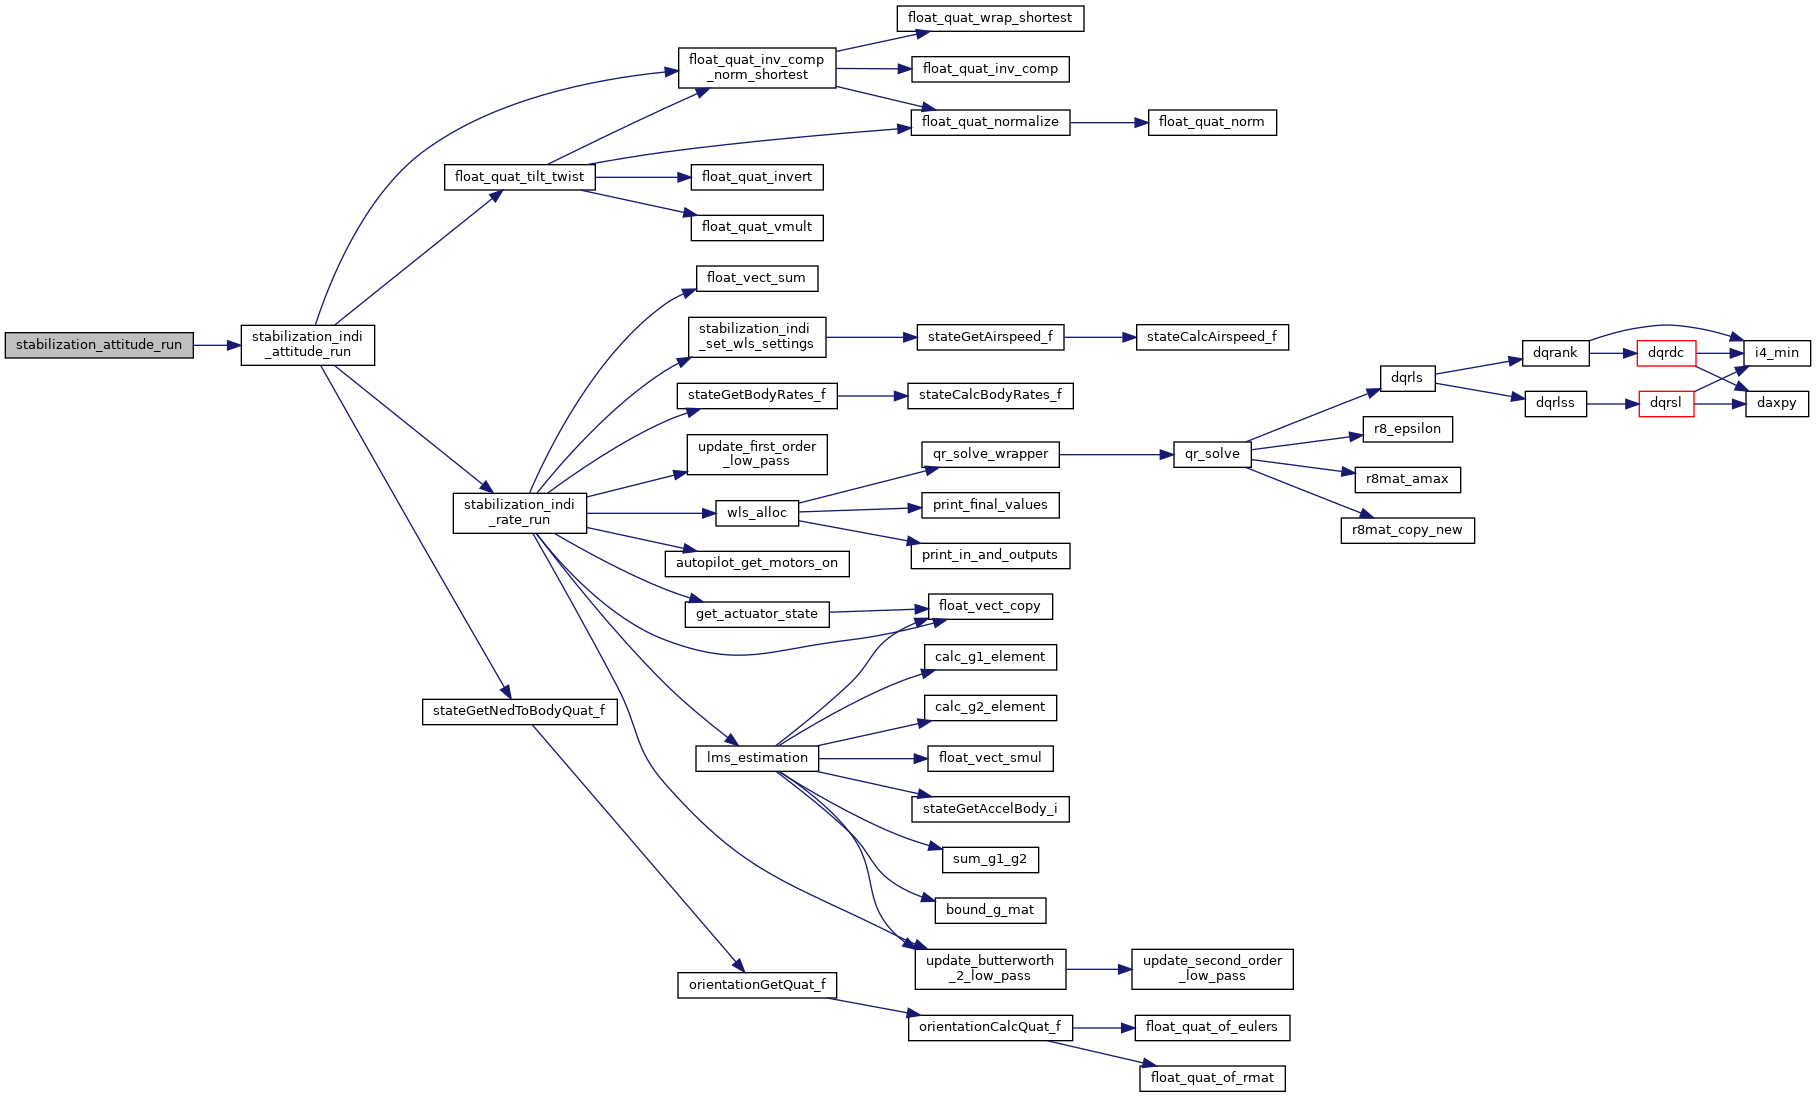 float_quat_wrap_shortest
float_quat_inv_comp
_norm_shortest
float_quat_inv_comp
float_quat_normalize
float_quat_norm
float_quat_tilt_twist
float_quat_invert
float_quat_vmult
float_vect_sum
stabilization_attitude_run
stabilization_indi
_attitude_run
stabilization_indi
_set_wls_settings
stateGetAirspeed_f
stateCalcAirspeed_f
dqrank
dqrdc
i4_min
dqrls
stateGetBodyRates_f
stateCalcBodyRates_f
dqrlss
dqrsl
daxpy
r8_epsilon
update_first_order
_low_pass
qr_solve_wrapper
qr_solve
r8mat_amax
stabilization_indi
_rate_run
wls_alloc
print_final_values
r8mat_copy_new
autopilot_get_motors_on
print_in_and_outputs
get_actuator_state
float_vect_copy
calc_g1_element
stateGetNedToBodyQuat_f
calc_g2_element
lms_estimation
float_vect_smul
stateGetAccelBody_i
sum_g1_g2
bound_g_mat
update_butterworth
_2_low_pass
update_second_order
_low_pass
orientationGetQuat_f
orientationCalcQuat_f
float_quat_of_eulers
float_quat_of_rmat